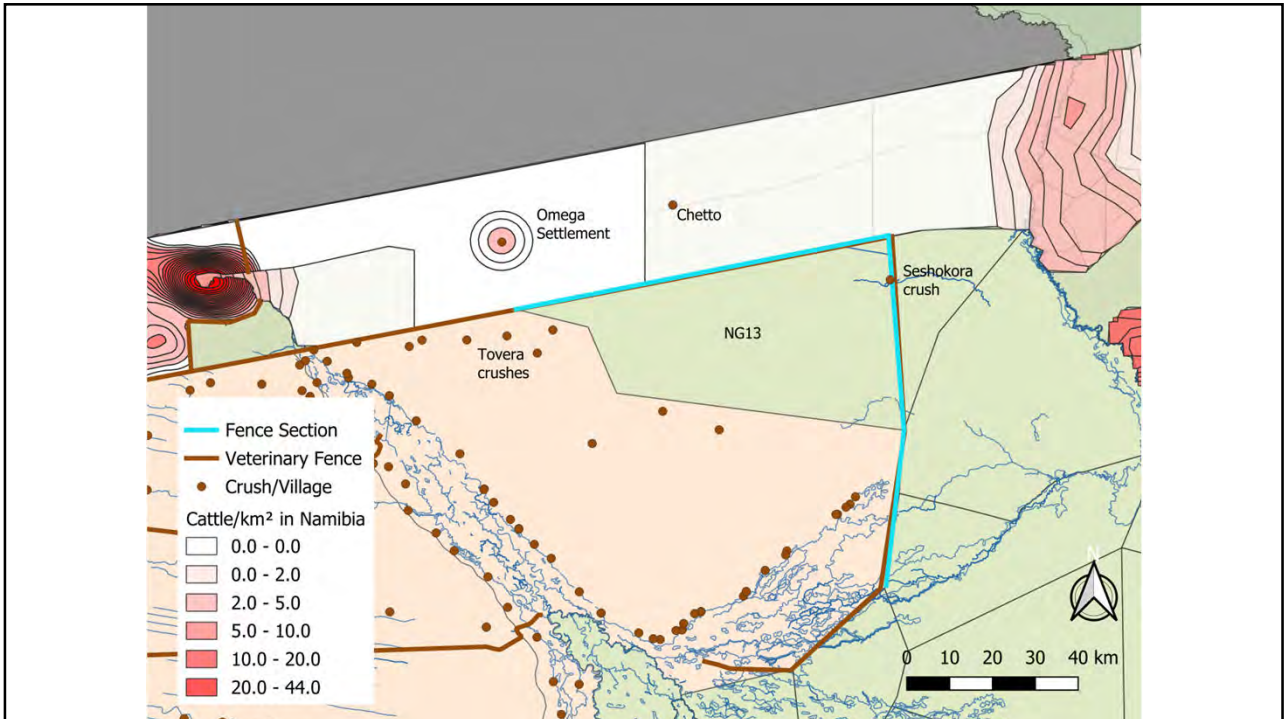 Omega
Settlement
Chetto
Seshokora
crush
NG13
Tovera
crushes
Fence Section
Veterinary Fence
Crush/Village
Cattle/km² in Namibia
0.0 - 0.0
0.0 - 2.0
2.0 - 5.0
5.0 - 10.0
10.0 - 20.0
20.0 - 44.0
N
0 10 20 30 40 km